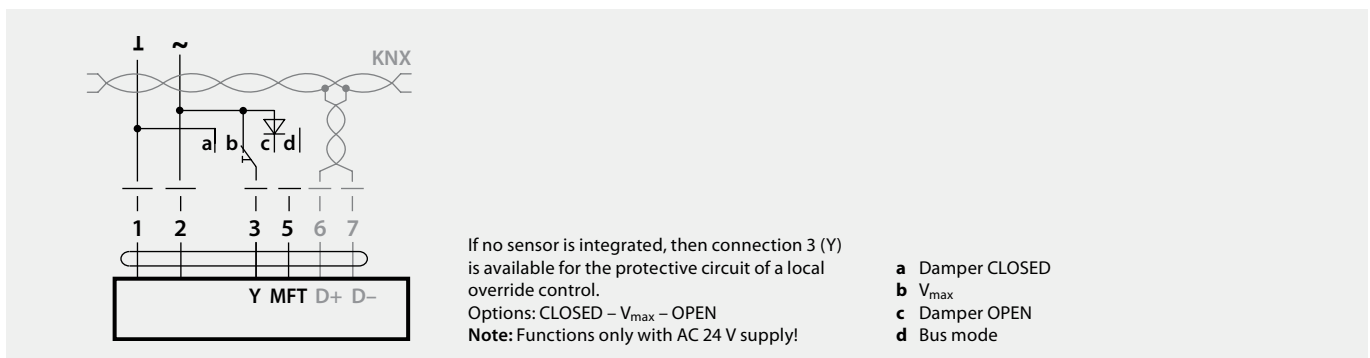 ⊥ ~
KNX
a b c d
1 2 3 5 6 7
Y MFT D+ D–
If no sensor is integrated, then connection 3 (Y)
is available for the protective circuit of a local
override control.
Options: CLOSED – Vmax – OPEN
Note: Functions only with AC 24 V supply!
a Damper CLOSED
b Vmax
c Damper OPEN
d Bus mode